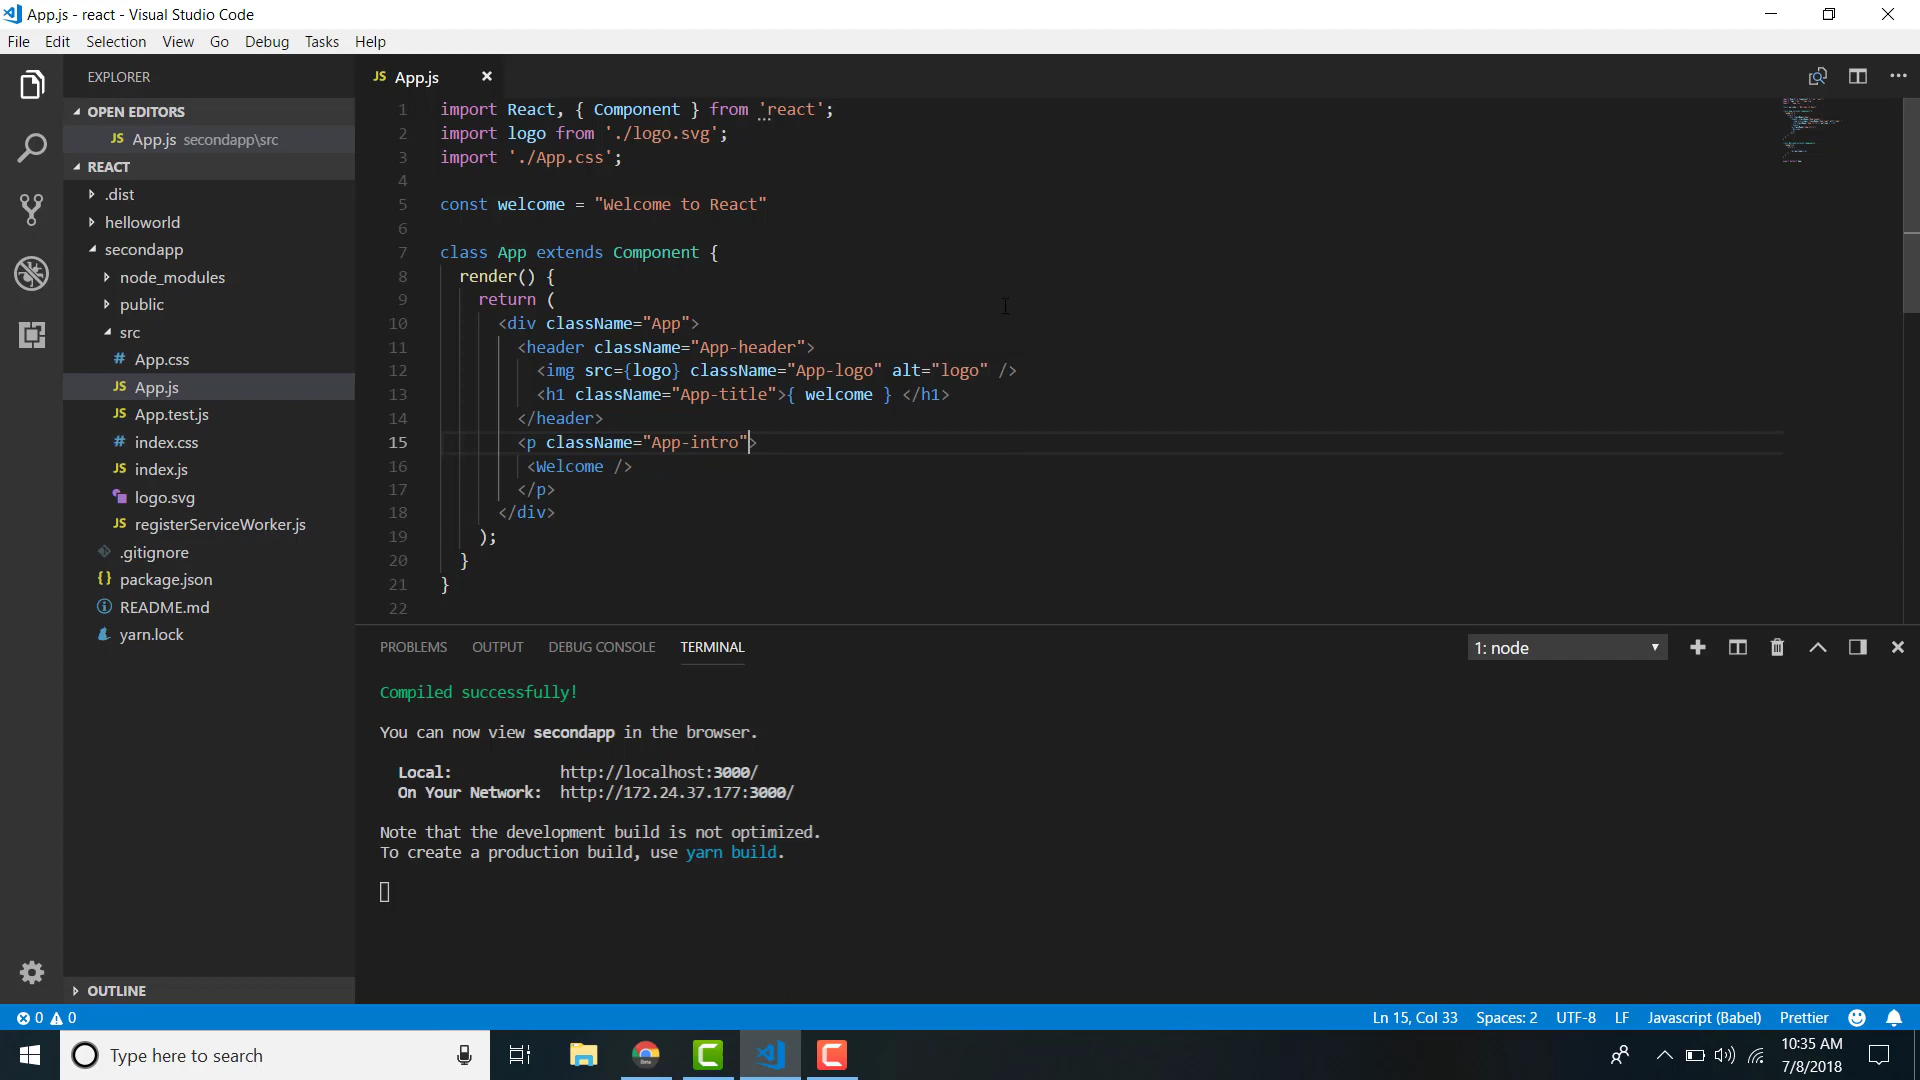 App.js - react - Visual Studio Code
File Edit Selection View Go Debug Tasks Help
EXPLORER
OPEN EDITORS
JS App.js secondapp\src
REACT
.dist
helloworld
secondapp
node_modules
public
src
# App.css
JS App.js
JS App.test.js
# index.css
JS index.js
logo.svg
JS registerServiceWorker.js
.gitignore
{} package.json
README.md
yarn.lock
OUTLINE
JS App.js
1 import React, { Component } from 'react';
2 import logo from './logo.svg';
3 import './App.css';
4
5 const welcome = "Welcome to React"
6
7 class App extends Component {
8 render() {
9 return (
10 <div className="App">
11 <header className="App-header">
12 <img src={logo} className="App-logo" alt="logo" />
13 <h1 className="App-title">{ welcome } </h1>
14 </header>
15 <p className="App-intro">
16 <Welcome />
17 </p>
18 </div>
19 );
20 }
21 }
22
PROBLEMS OUTPUT DEBUG CONSOLE TERMINAL 1: node
Compiled successfully!
You can now view secondapp in the browser.
Local: http://localhost:3000/
On Your Network: http://172.24.37.177:3000/
Note that the development build is not optimized.
To create a production build, use yarn build.
0 0 Ln 15, Col 33 Spaces: 2 UTF-8 LF Javascript (Babel) Prettier
Type here to search
10:35 AM
7/8/2018